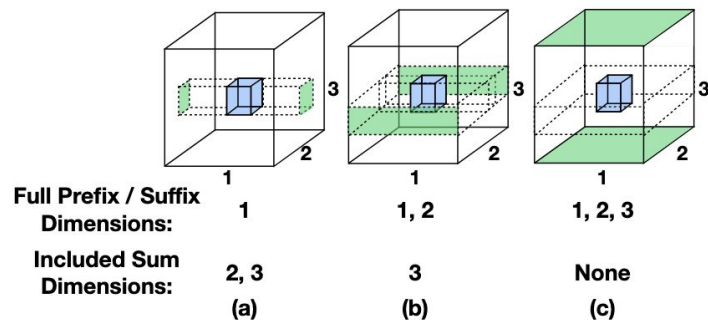 3 3 3
2 2 2
1 1 1
Full Prefix / Suffix
Dimensions: 1 1, 2 1, 2, 3
Included Sum
Dimensions: 2, 3 3 None
(a) (b) (c)